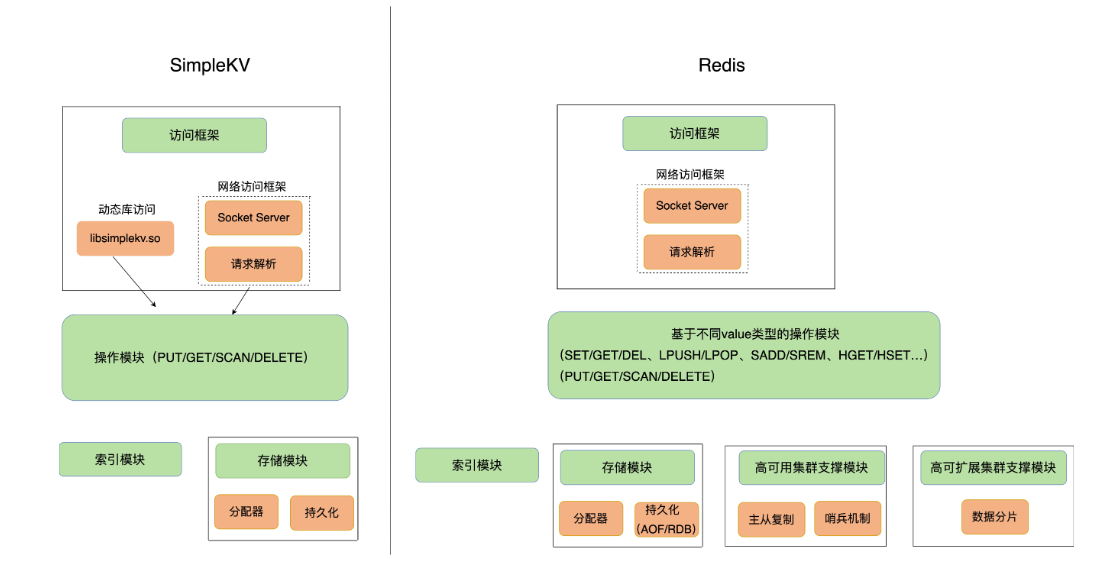 SimpleKV
访问框架
网络访问框架
动态库访问
Socket Server
libsimplekv.so
请求解析
操作模块（PUT/GET/SCAN/DELETE）
索引模块
存储模块
分配器
持久化
Redis
访问框架
网络访问框架
Socket Server
请求解析
基于不同value类型的操作模块
（SET/GET/DEL、LPUSH/LPOP、SADD/SREM、HGET/HSET...）
（PUT/GET/SCAN/DELETE）
索引模块
存储模块
分配器
持久化
（AOF/RDB）
高可用集群支撑模块
主从复制
哨兵机制
高可扩展集群支撑模块
数据分片